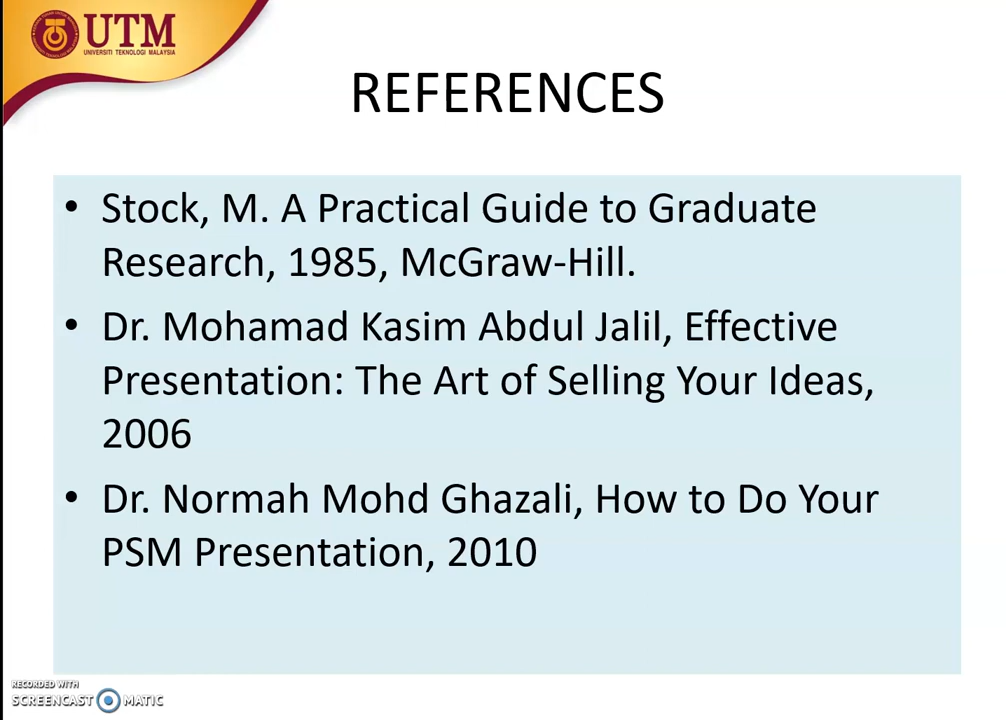 UTM
UNIVERSITI TEKNOLOGI MALAYSIA
REFERENCES
• Stock, M. A Practical Guide to Graduate
Research, 1985, McGraw-Hill.
• Dr. Mohamad Kasim Abdul Jalil, Effective
Presentation: The Art of Selling Your Ideas,
2006
• Dr. Normah Mohd Ghazali, How to Do Your
PSM Presentation, 2010
RECORDED WITH
SCREENCAST MATIC